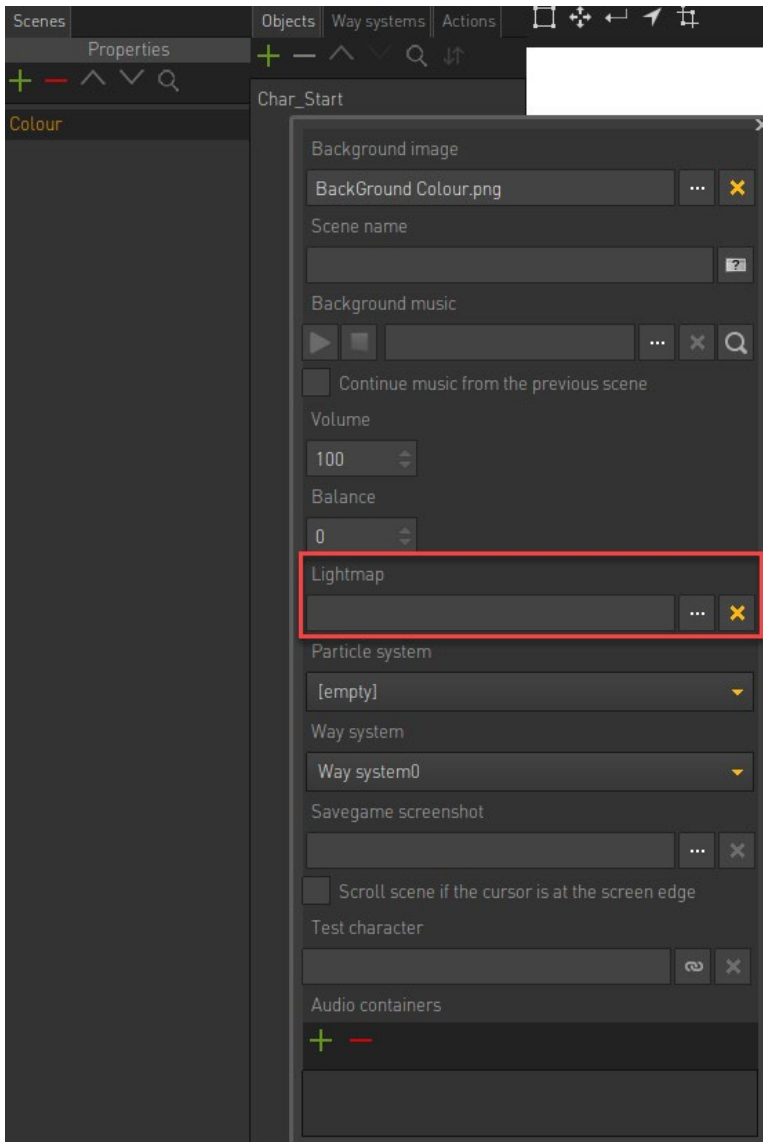 Scenes
Properties
Colour
Objects Way systems Actions
Char_Start
Background image
BackGround Colour.png
Scene name
Background music
Continue music from the previous scene
Volume
100
Balance
0
Lightmap
Particle system
[empty]
Way system
Way system0
Savegame screenshot
Scroll scene if the cursor is at the screen edge
Test character
Audio containers